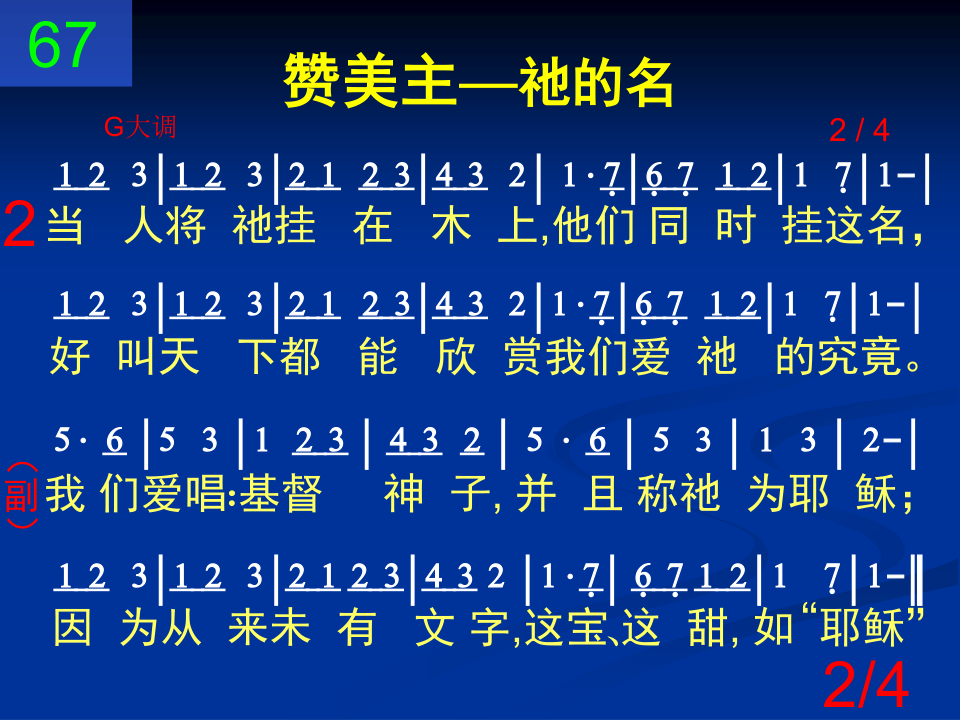 67
赞美主—祂的名
G大调 2 / 4
1 2 3|1 2 3|2 1 2 3|4 3 2|1·7̣|6̣ 7̣ 1 2|1 7̣|1-|
2 当 人将 祂挂 在 木 上,他们 同 时 挂这名，
1 2 3|1 2 3|2 1 2 3|4 3 2|1·7̣|6̣ 7̣ 1 2|1 7̣|1-|
好 叫天 下都 能 欣 赏我们爱 祂 的究竟。
5· 6|5 3|1 2 3|4 3 2|5 · 6|5 3|1 3|2-|
（副） 我 们爱唱:基督 神 子, 并 且 称祂 为耶 稣；
1 2 3|1 2 3|2 1 2 3|4 3 2|1·7̣|6̣ 7̣ 1 2|1 7̣|1-‖
因 为从 来未 有 文 字,这宝、这 甜, 如 “耶稣”
2/4